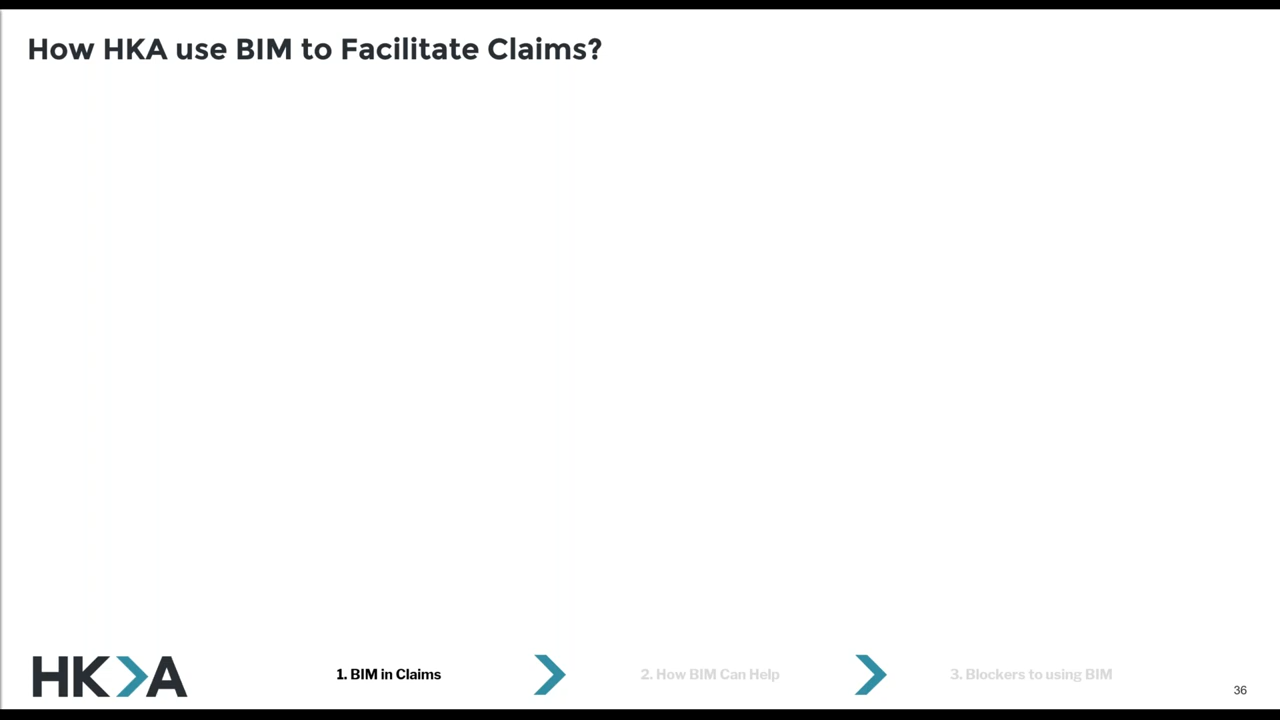 How HKA use BIM to Facilitate Claims?
HKA
1. BIM in Claims
2. How BIM Can Help
3. Blockers to using BIM
36